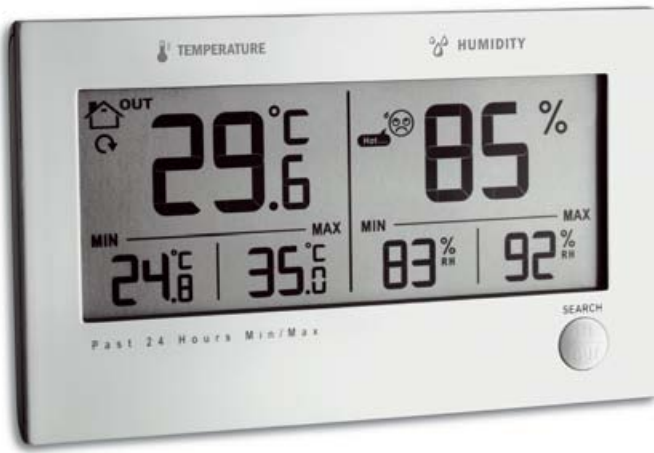 TEMPERATURE HUMIDITY
OUT
29.6 °C 85 %
Hot
MIN MAX MIN MAX
24.8 °C 35.0 °C 83 % RH 92 % RH
Past 24 Hours Min/Max
SEARCH